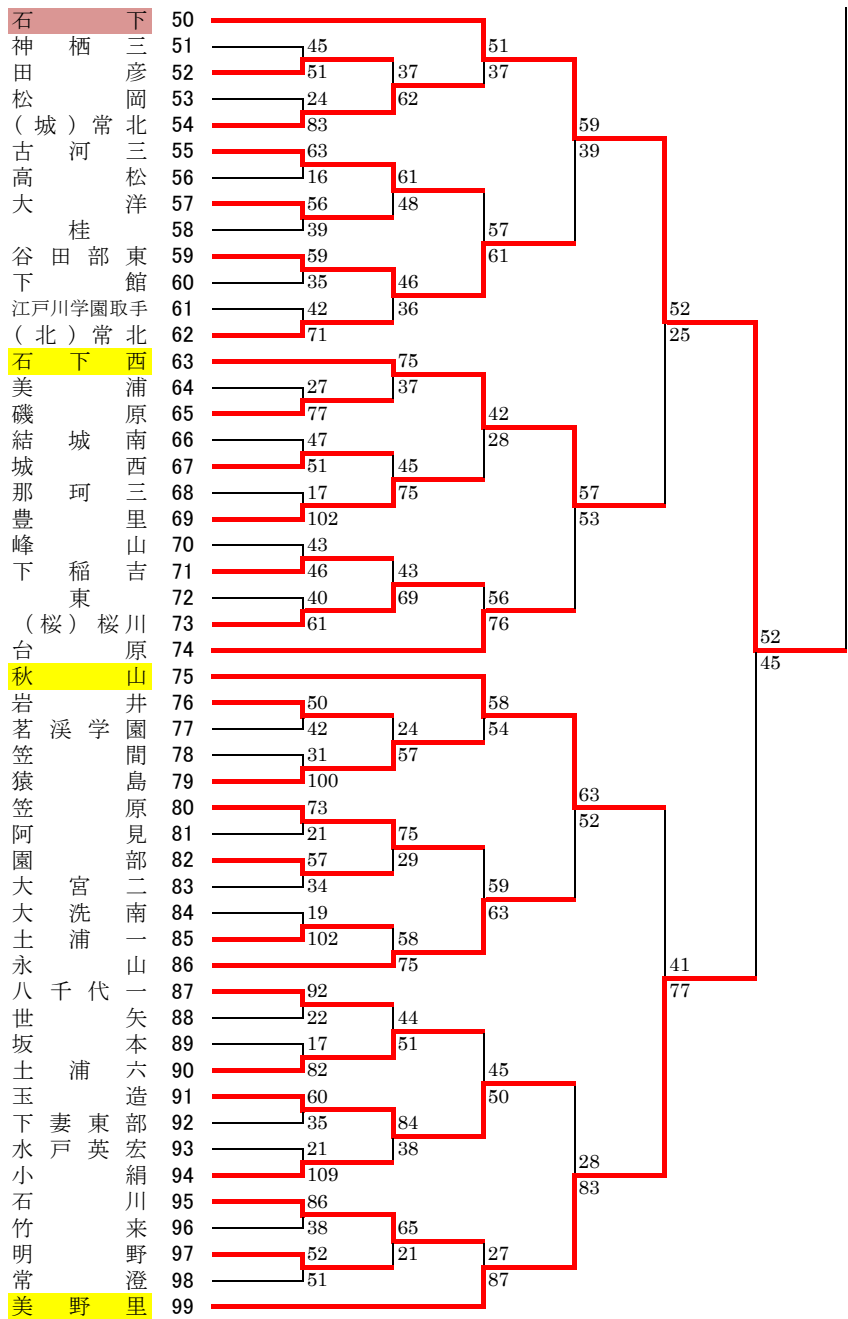 石下 50
神栖三 51 45 51
田彦 52 51 37 37
松岡 53 24 62
(城)常北 54 83 59
古河三 55 63 39
高松 56 16 61
大洋 57 56 48
桂 58 39 57
谷田部東 59 59 61
下館 60 35 46
江戸川学園取手 61 42 36 52
(北)常北 62 71 25
石下西 63 75
美浦 64 27 37
磯原 65 77 42
結城南 66 47 28
城西 67 51 45
那珂三 68 17 75 57
豊里 69 102 53
峰山 70 43
下稲吉 71 46 43
東 72 40 69 56
(桜)桜川 73 61 76
台原 74 52
秋山 75 45
岩井 76 50 58
茗溪学園 77 42 24 54
笠間 78 31 57
猿島 79 100 63
笠原 80 73 52
阿見 81 21 75
園部 82 57 29
大宮二 83 34 59
大洗南 84 19 63
土浦一 85 102 58
永山 86 75 41
八千代一 87 92 77
世矢 88 22 44
坂本 89 17 51
土浦六 90 82 45
玉造 91 60 50
下妻東部 92 35 84
水戸英宏 93 21 38 28
小絹 94 109 83
石川 95 86
竹来 96 38 65
明野 97 52 21 27
常澄 98 51 87
美野里 99